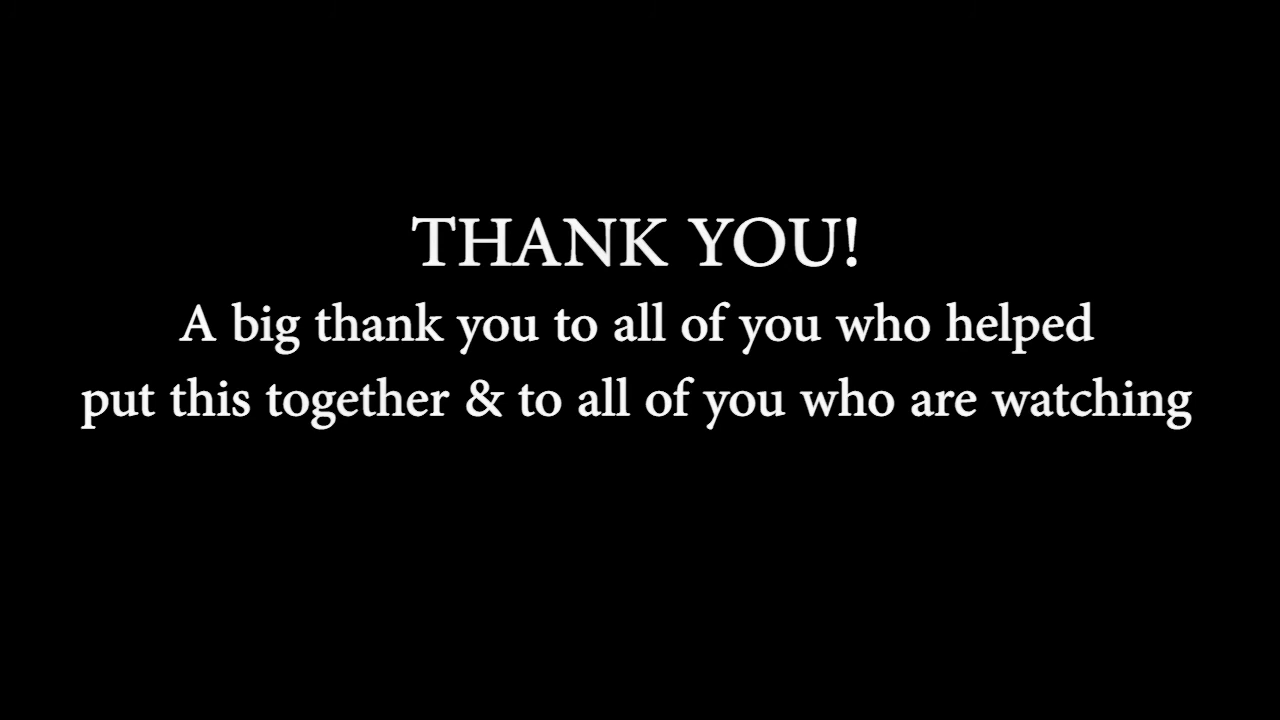 THANK YOU!
A big thank you to all of you who helped
put this together & to all of you who are watching